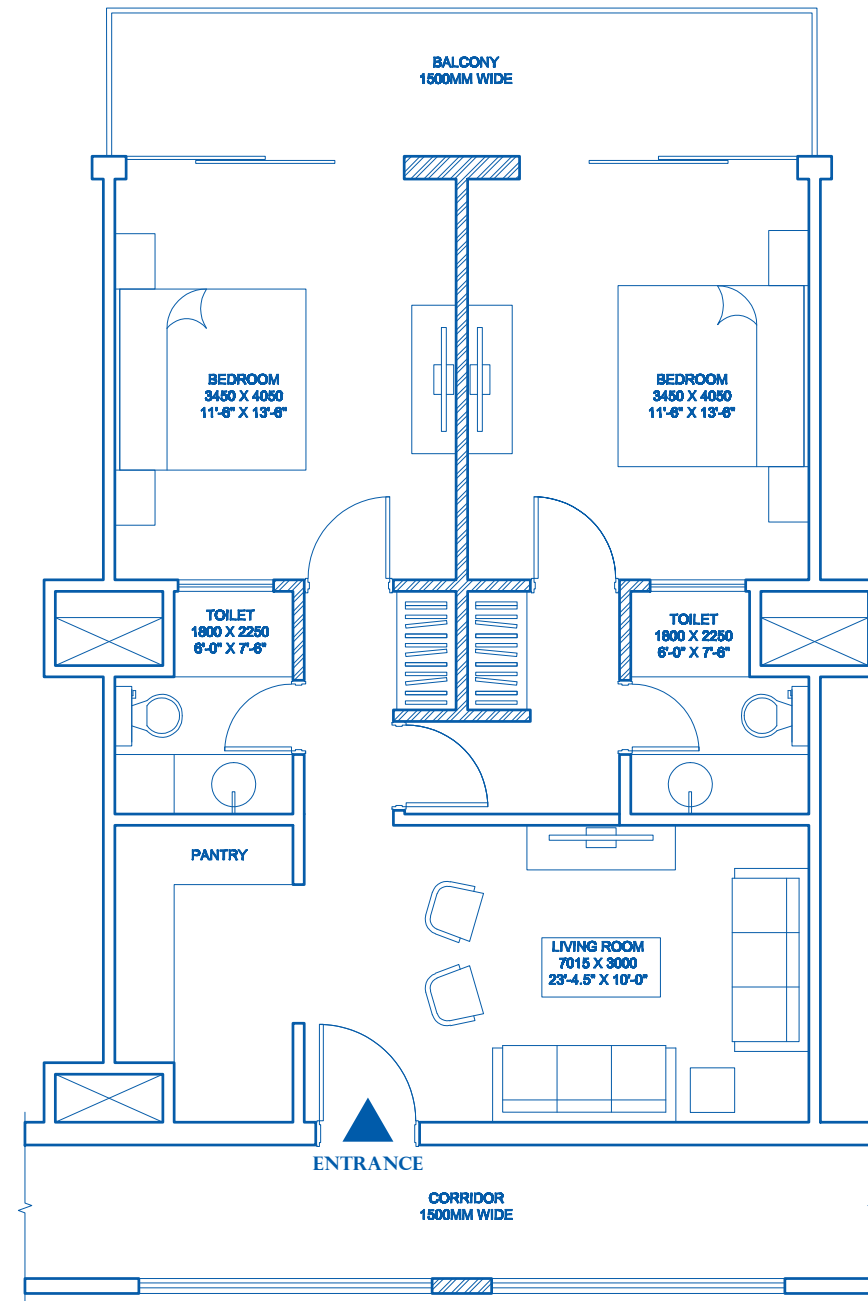 BALCONY
1500MM WIDE
BEDROOM
3450 X 4050
11'-6" X 13'-6"
BEDROOM
3450 X 4050
11'-6" X 13'-6"
TOILET
1800 X 2250
6'-0" X 7'-6"
TOILET
1800 X 2250
6'-0" X 7'-6"
PANTRY
LIVING ROOM
7015 X 3000
23'-4.5" X 10'-0"
ENTRANCE
CORRIDOR
1500MM WIDE